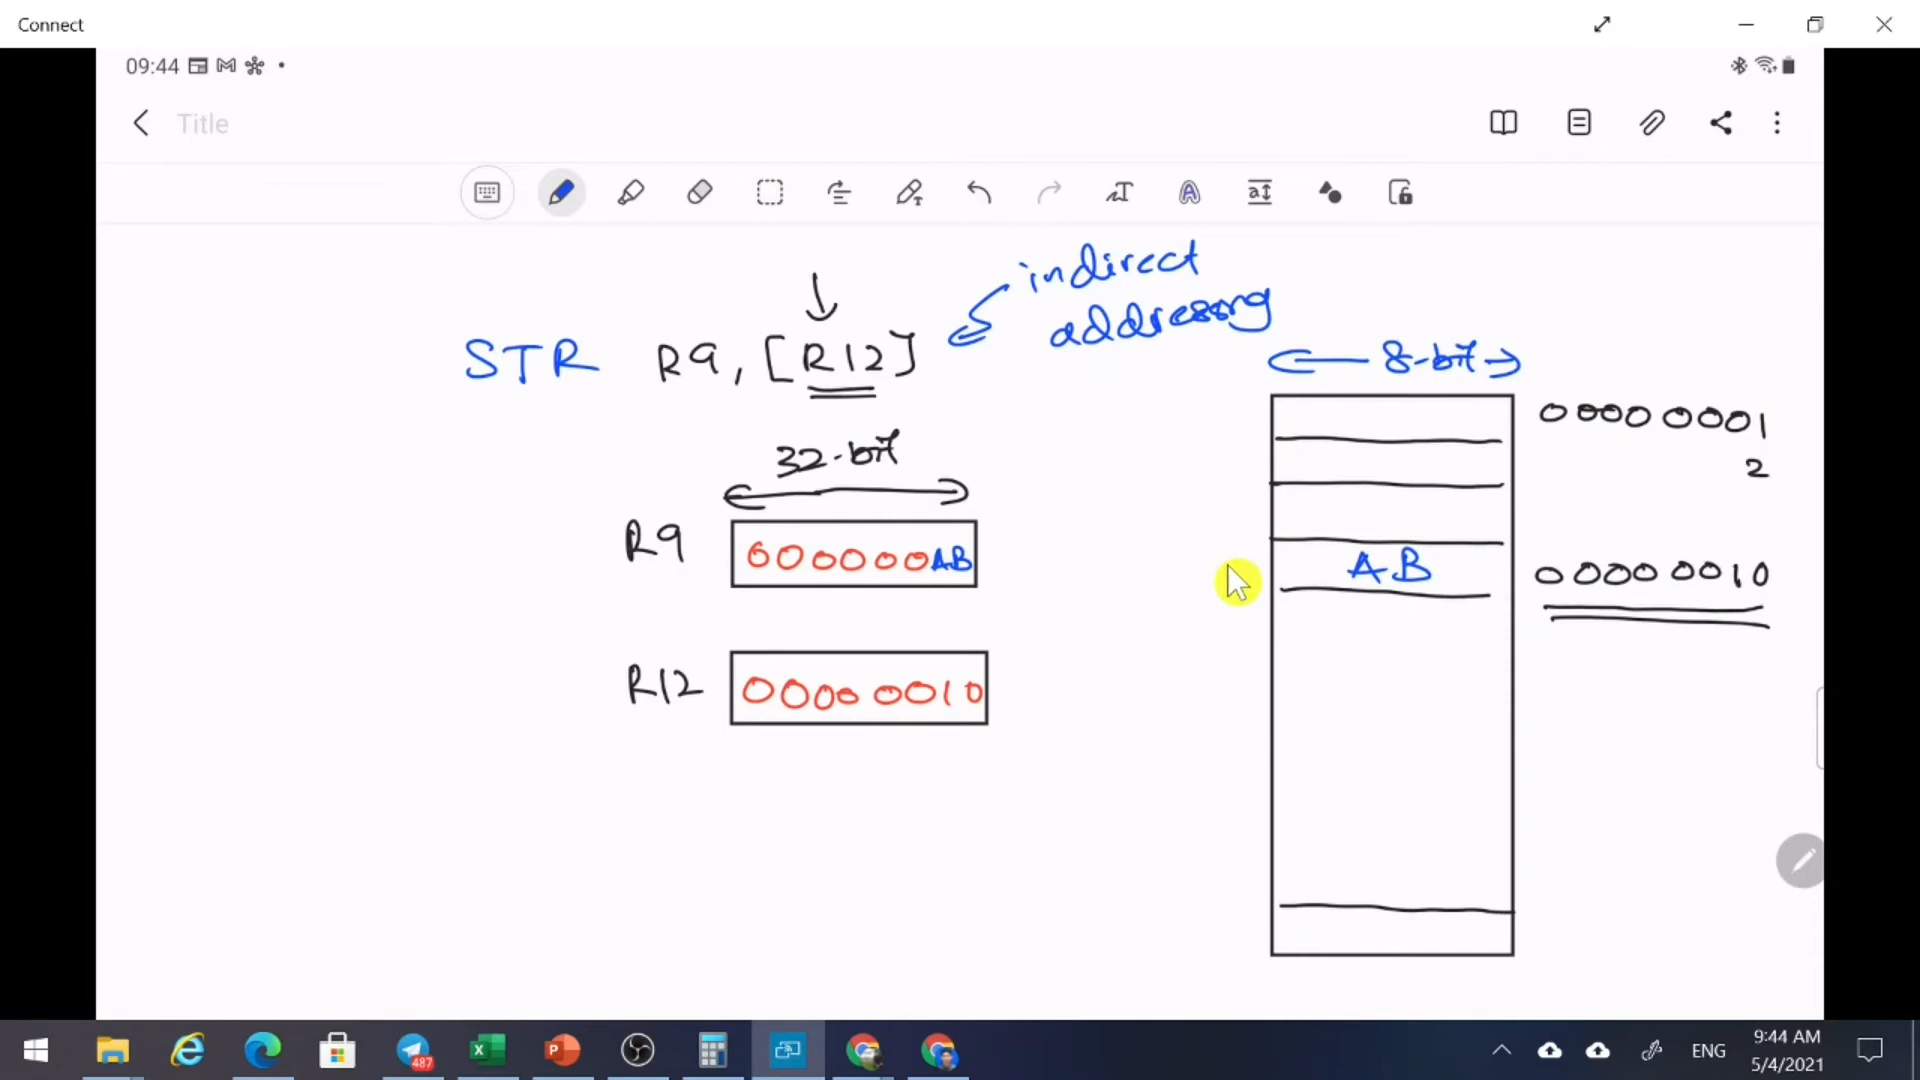 Connect
09:44
Title
indirect
addressing
STR R9, [R12]
8-bit
32-bit
00000001
2
R9 000000AB
AB 00000010
R12 00000010
487
ENG
9:44 AM
5/4/2021